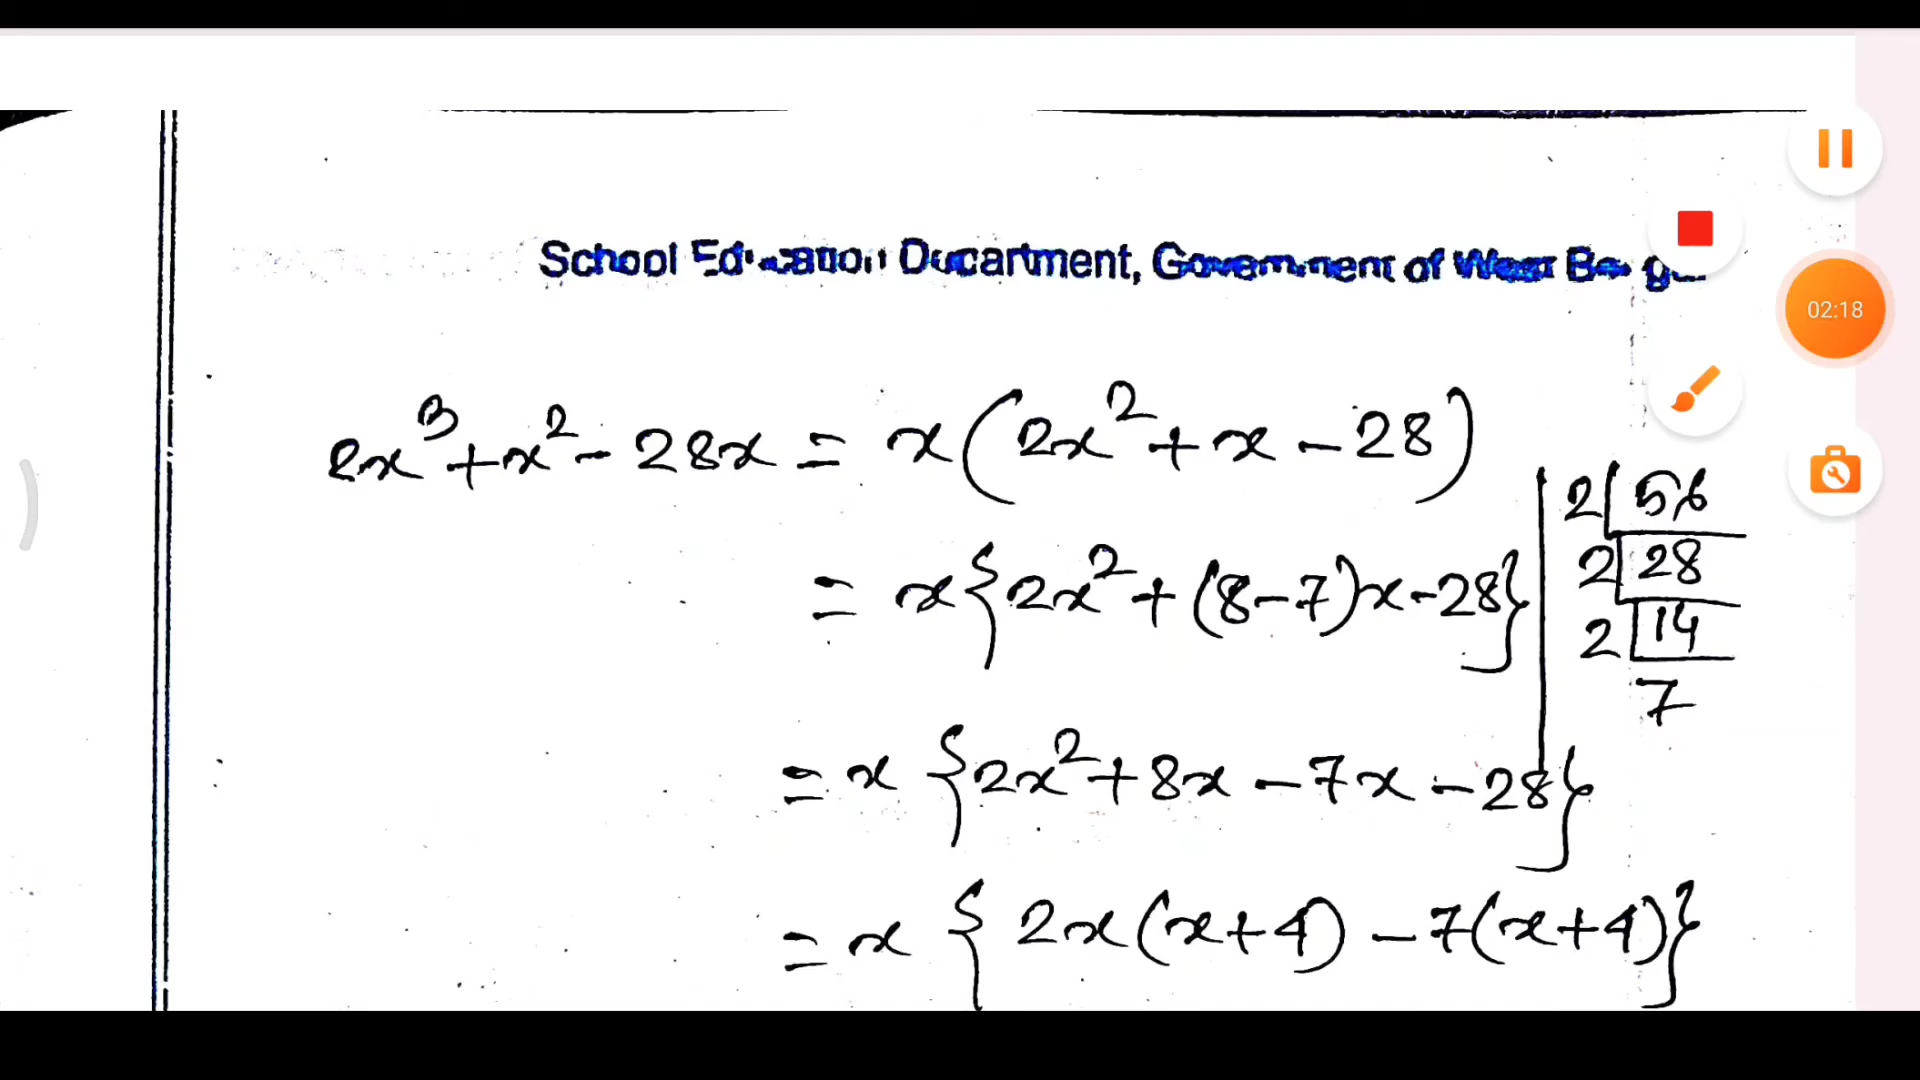 School Education Department, Government of West Bengal
02:18
2x³+x²-28x = x(2x²+x-28)
= x{2x²+(8-7)x-28}
= x{2x²+8x-7x-28}
= x{2x(x+4)-7(x+4)}
2 56
2 28
2 14
7